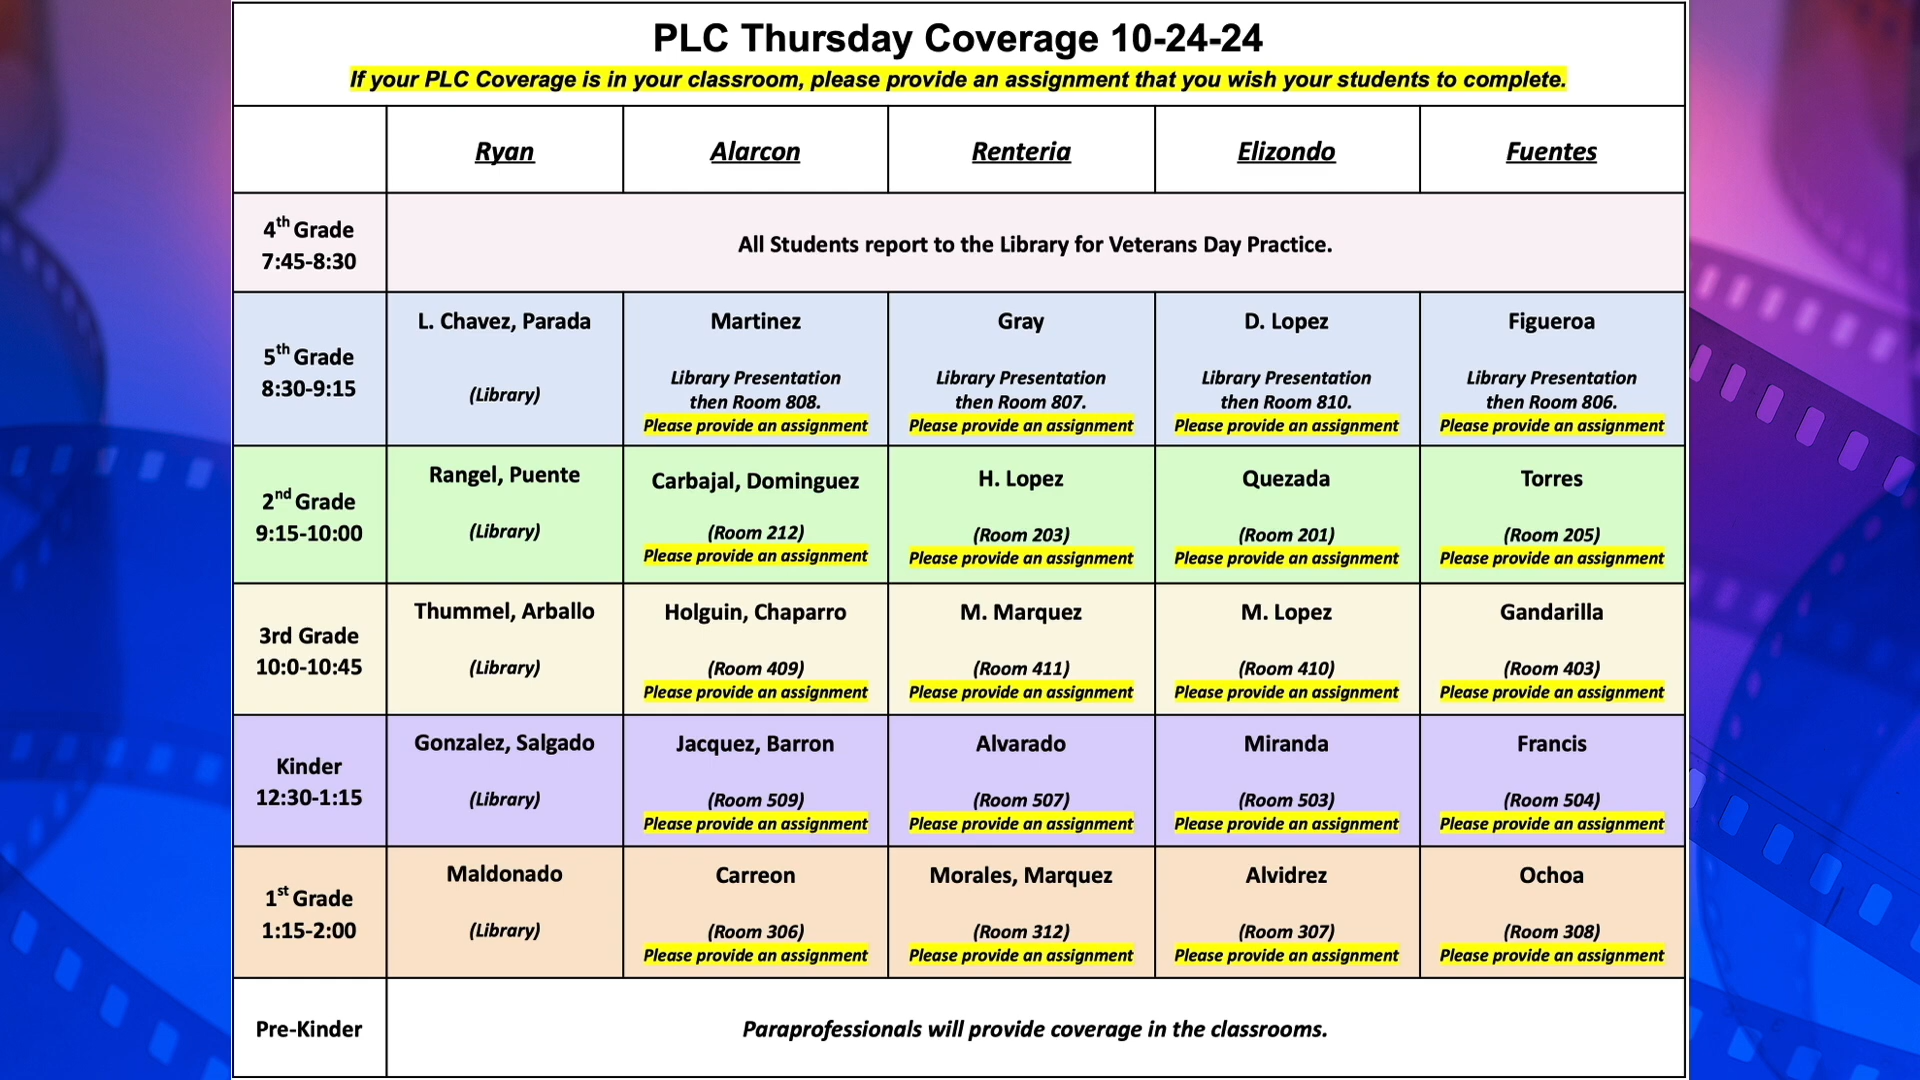 PLC Thursday Coverage 10-24-24
If your PLC Coverage is in your classroom, please provide an assignment that you wish your students to complete.
Ryan
Alarcon
Renteria
Elizondo
Fuentes
4th Grade
7:45-8:30
All Students report to the Library for Veterans Day Practice.
5th Grade
8:30-9:15
L. Chavez, Parada
(Library)
Martinez
Library Presentation
then Room 808.
Please provide an assignment
Gray
Library Presentation
then Room 807.
Please provide an assignment
D. Lopez
Library Presentation
then Room 810.
Please provide an assignment
Figueroa
Library Presentation
then Room 806.
Please provide an assignment
2nd Grade
9:15-10:00
Rangel, Puente
(Library)
Carbajal, Dominguez
(Room 212)
Please provide an assignment
H. Lopez
(Room 203)
Please provide an assignment
Quezada
(Room 201)
Please provide an assignment
Torres
(Room 205)
Please provide an assignment
3rd Grade
10:0-10:45
Thummel, Arballo
(Library)
Holguin, Chaparro
(Room 409)
Please provide an assignment
M. Marquez
(Room 411)
Please provide an assignment
M. Lopez
(Room 410)
Please provide an assignment
Gandarilla
(Room 403)
Please provide an assignment
Kinder
12:30-1:15
Gonzalez, Salgado
(Library)
Jacquez, Barron
(Room 509)
Please provide an assignment
Alvarado
(Room 507)
Please provide an assignment
Miranda
(Room 503)
Please provide an assignment
Francis
(Room 504)
Please provide an assignment
1st Grade
1:15-2:00
Maldonado
(Library)
Carreon
(Room 306)
Please provide an assignment
Morales, Marquez
(Room 312)
Please provide an assignment
Alvidrez
(Room 307)
Please provide an assignment
Ochoa
(Room 308)
Please provide an assignment
Pre-Kinder
Paraprofessionals will provide coverage in the classrooms.